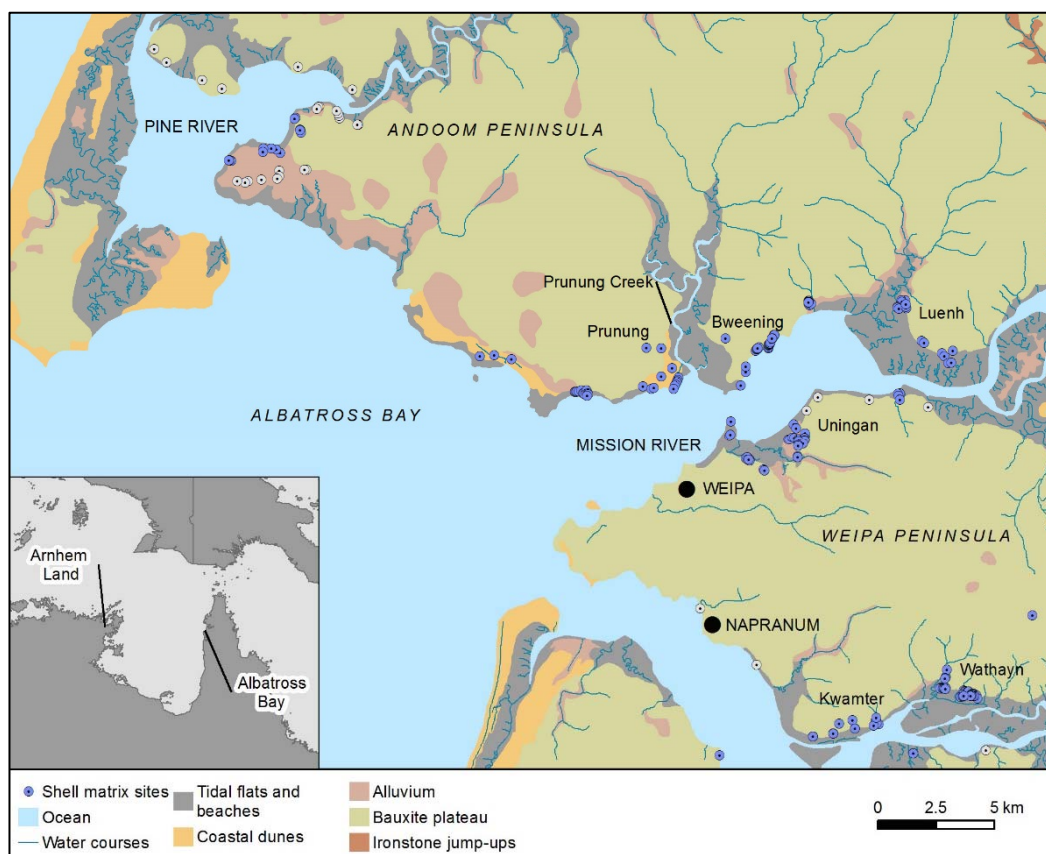 PINE RIVER
ANDOOM PENINSULA
Prunung Creek
Prunung
Bweening
Luenh
ALBATROSS BAY
MISSION RIVER
Uningan
WEIPA
WEIPA PENINSULA
NAPRANUM
Wathayn
Kwamter
Arnhem
Land
Albatross
Bay
Shell matrix sites
Ocean
Water courses
Tidal flats and
beaches
Coastal dunes
Alluvium
Bauxite plateau
Ironstone jump-ups
0 2.5 5 km